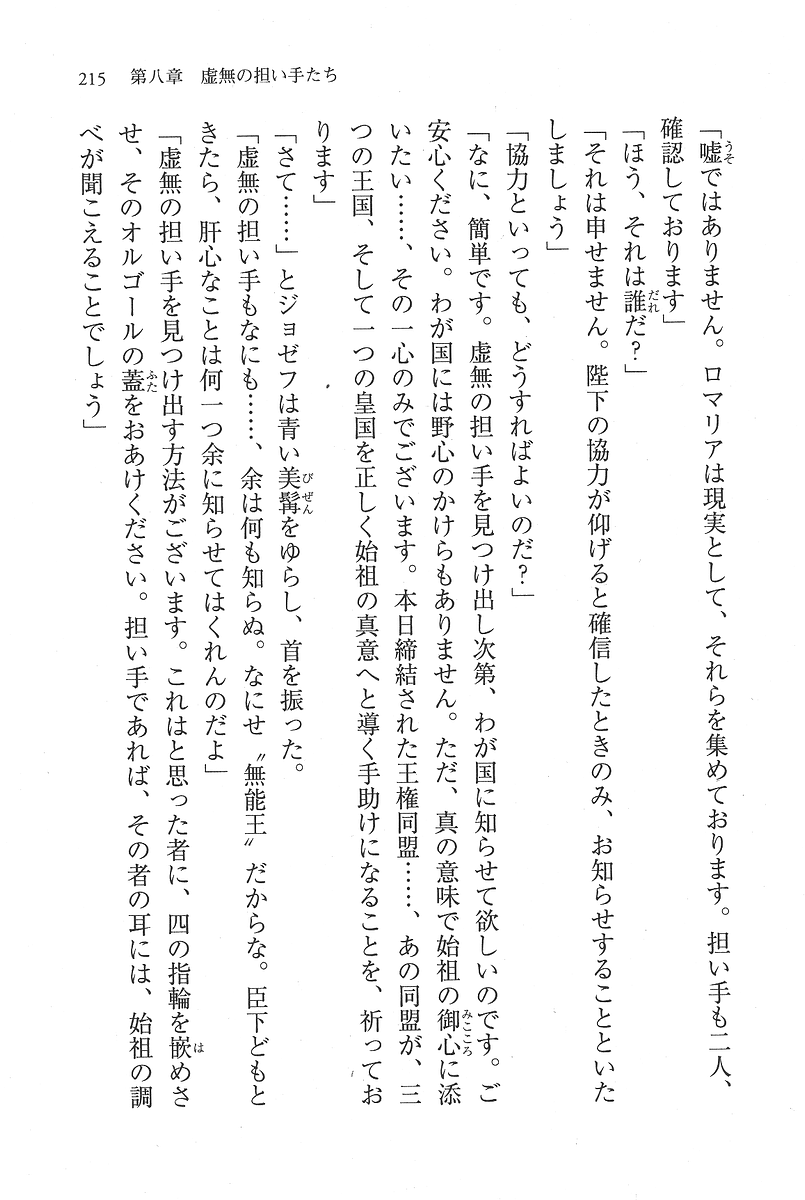 215　第八章　虚無の担い手たち
「嘘ではありません。ロマリアは現実として、それらを集めております。担い手も二人、
確認しております」
「ほう、それは誰だ？」
「それは申せません。陛下の協力が仰げると確信したときのみ、お知らせすることといた
しましょう」
「協力といっても、どうすればよいのだ？」
「なに、簡単です。虚無の担い手を見つけ出し次第、わが国に知らせて欲しいのです。ご
安心ください。わが国には野心のかけらもありません。ただ、真の意味で始祖の御心に添
いたい……、その一心のみでございます。本日締結された王権同盟……、あの同盟が、三
つの王国、そして一つの皇国を正しく始祖の真意へと導く手助けになることを、祈ってお
ります」
「さて……」とジョゼフは青い美髯をゆらし、首を振った。
「虚無の担い手もなにも……、余は何も知らぬ。なにせ〝無能王〟だからな。臣下どもと
きたら、肝心なことは何一つ余に知らせてはくれんのだよ」
「虚無の担い手を見つけ出す方法がございます。これはと思った者に、四の指輪を嵌めさ
せ、そのオルゴールの蓋をおあけください。担い手であれば、その者の耳には、始祖の調
べが聞こえることでしょう」